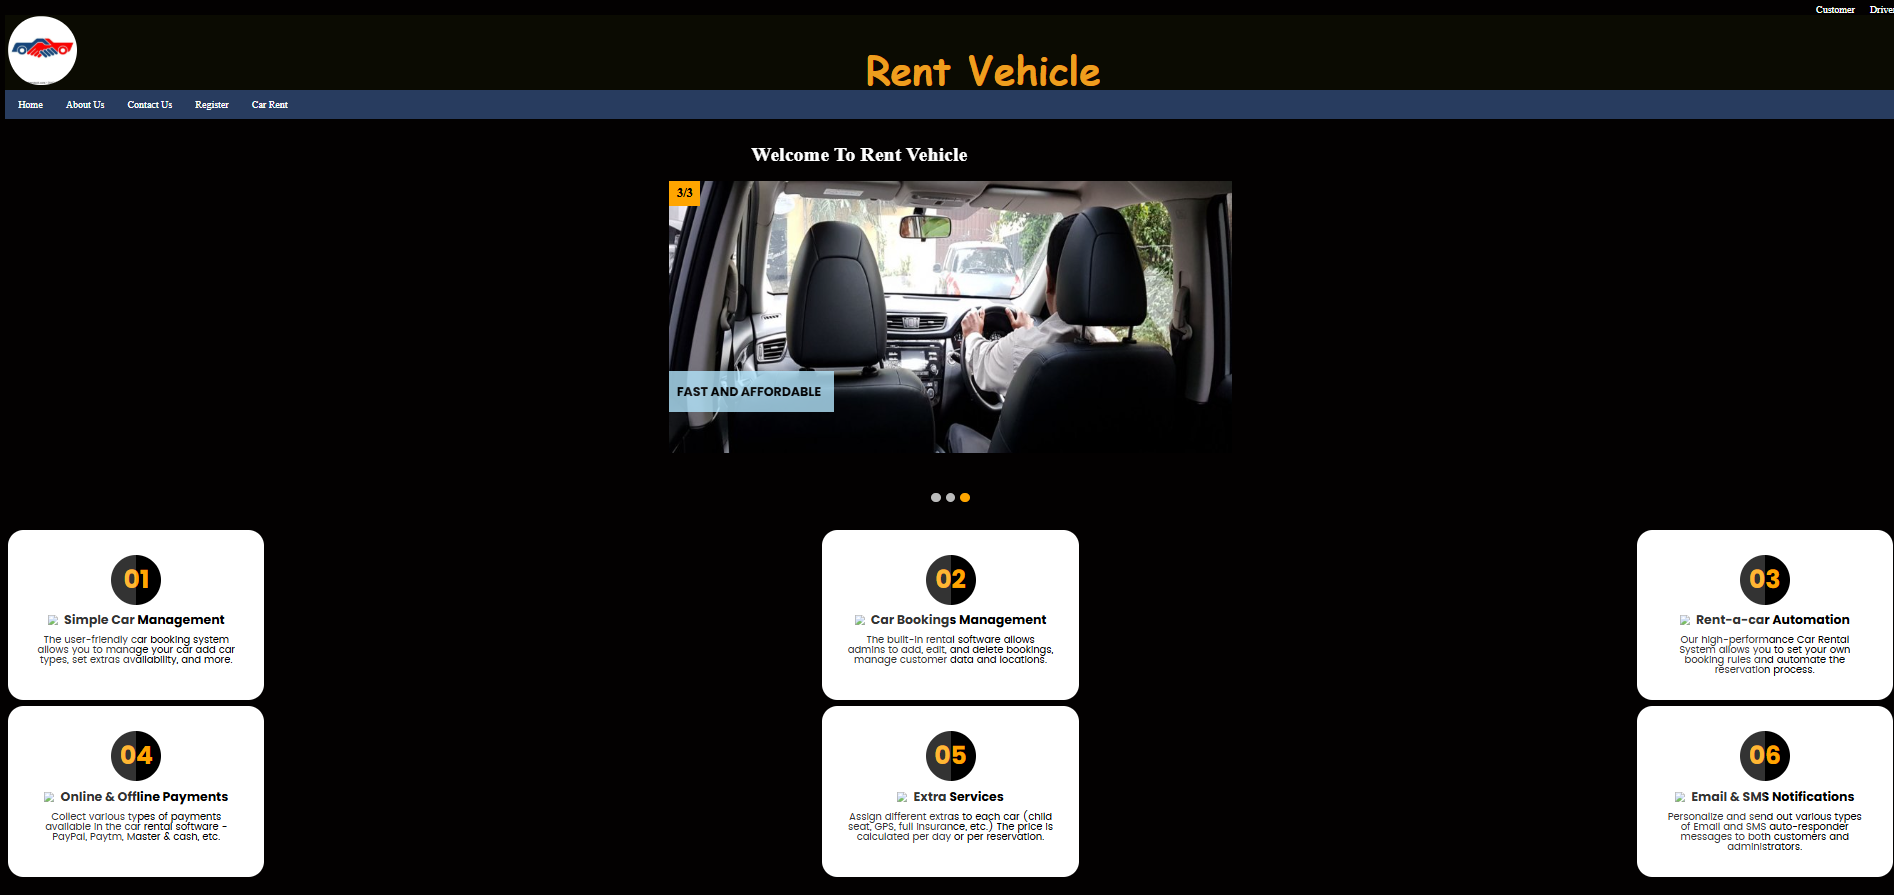 Customer Driver
Rent Vehicle
Home About Us Contact Us Register Car Rent
Welcome To Rent Vehicle
3/3
FAST AND AFFORDABLE
01
Simple Car Management
The user-friendly car booking system
allows you to manage your car add car
types, set extras availability, and more.
02
Car Bookings Management
The built-in rental software allows
admins to add, edit, and delete bookings,
manage customer data and locations.
03
Rent-a-car Automation
Our high-performance Car Rental
System allows you to set your own
booking rules and automate the
reservation process.
04
Online & Offline Payments
Collect various types of payments
available in the car rental software -
PayPal, Paytm, Master & cash, etc.
05
Extra Services
Assign different extras to each car (child
seat, GPS, full insurance, etc.) The price is
calculated per day or per reservation.
06
Email & SMS Notifications
Personalize and send out various types
of Email and SMS auto-responder
messages to both customers and
administrators.